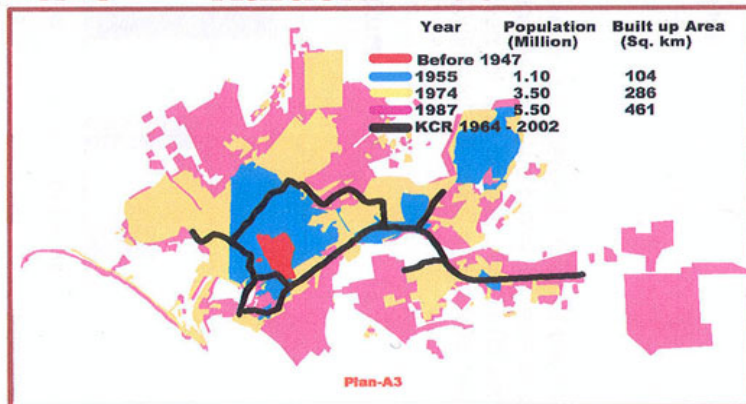 Year Population Built up Area
(Million) (Sq. km)
Before 1947
1955 1.10 104
1974 3.50 286
1987 5.50 461
KCR 1964 - 2002
Plan-A3